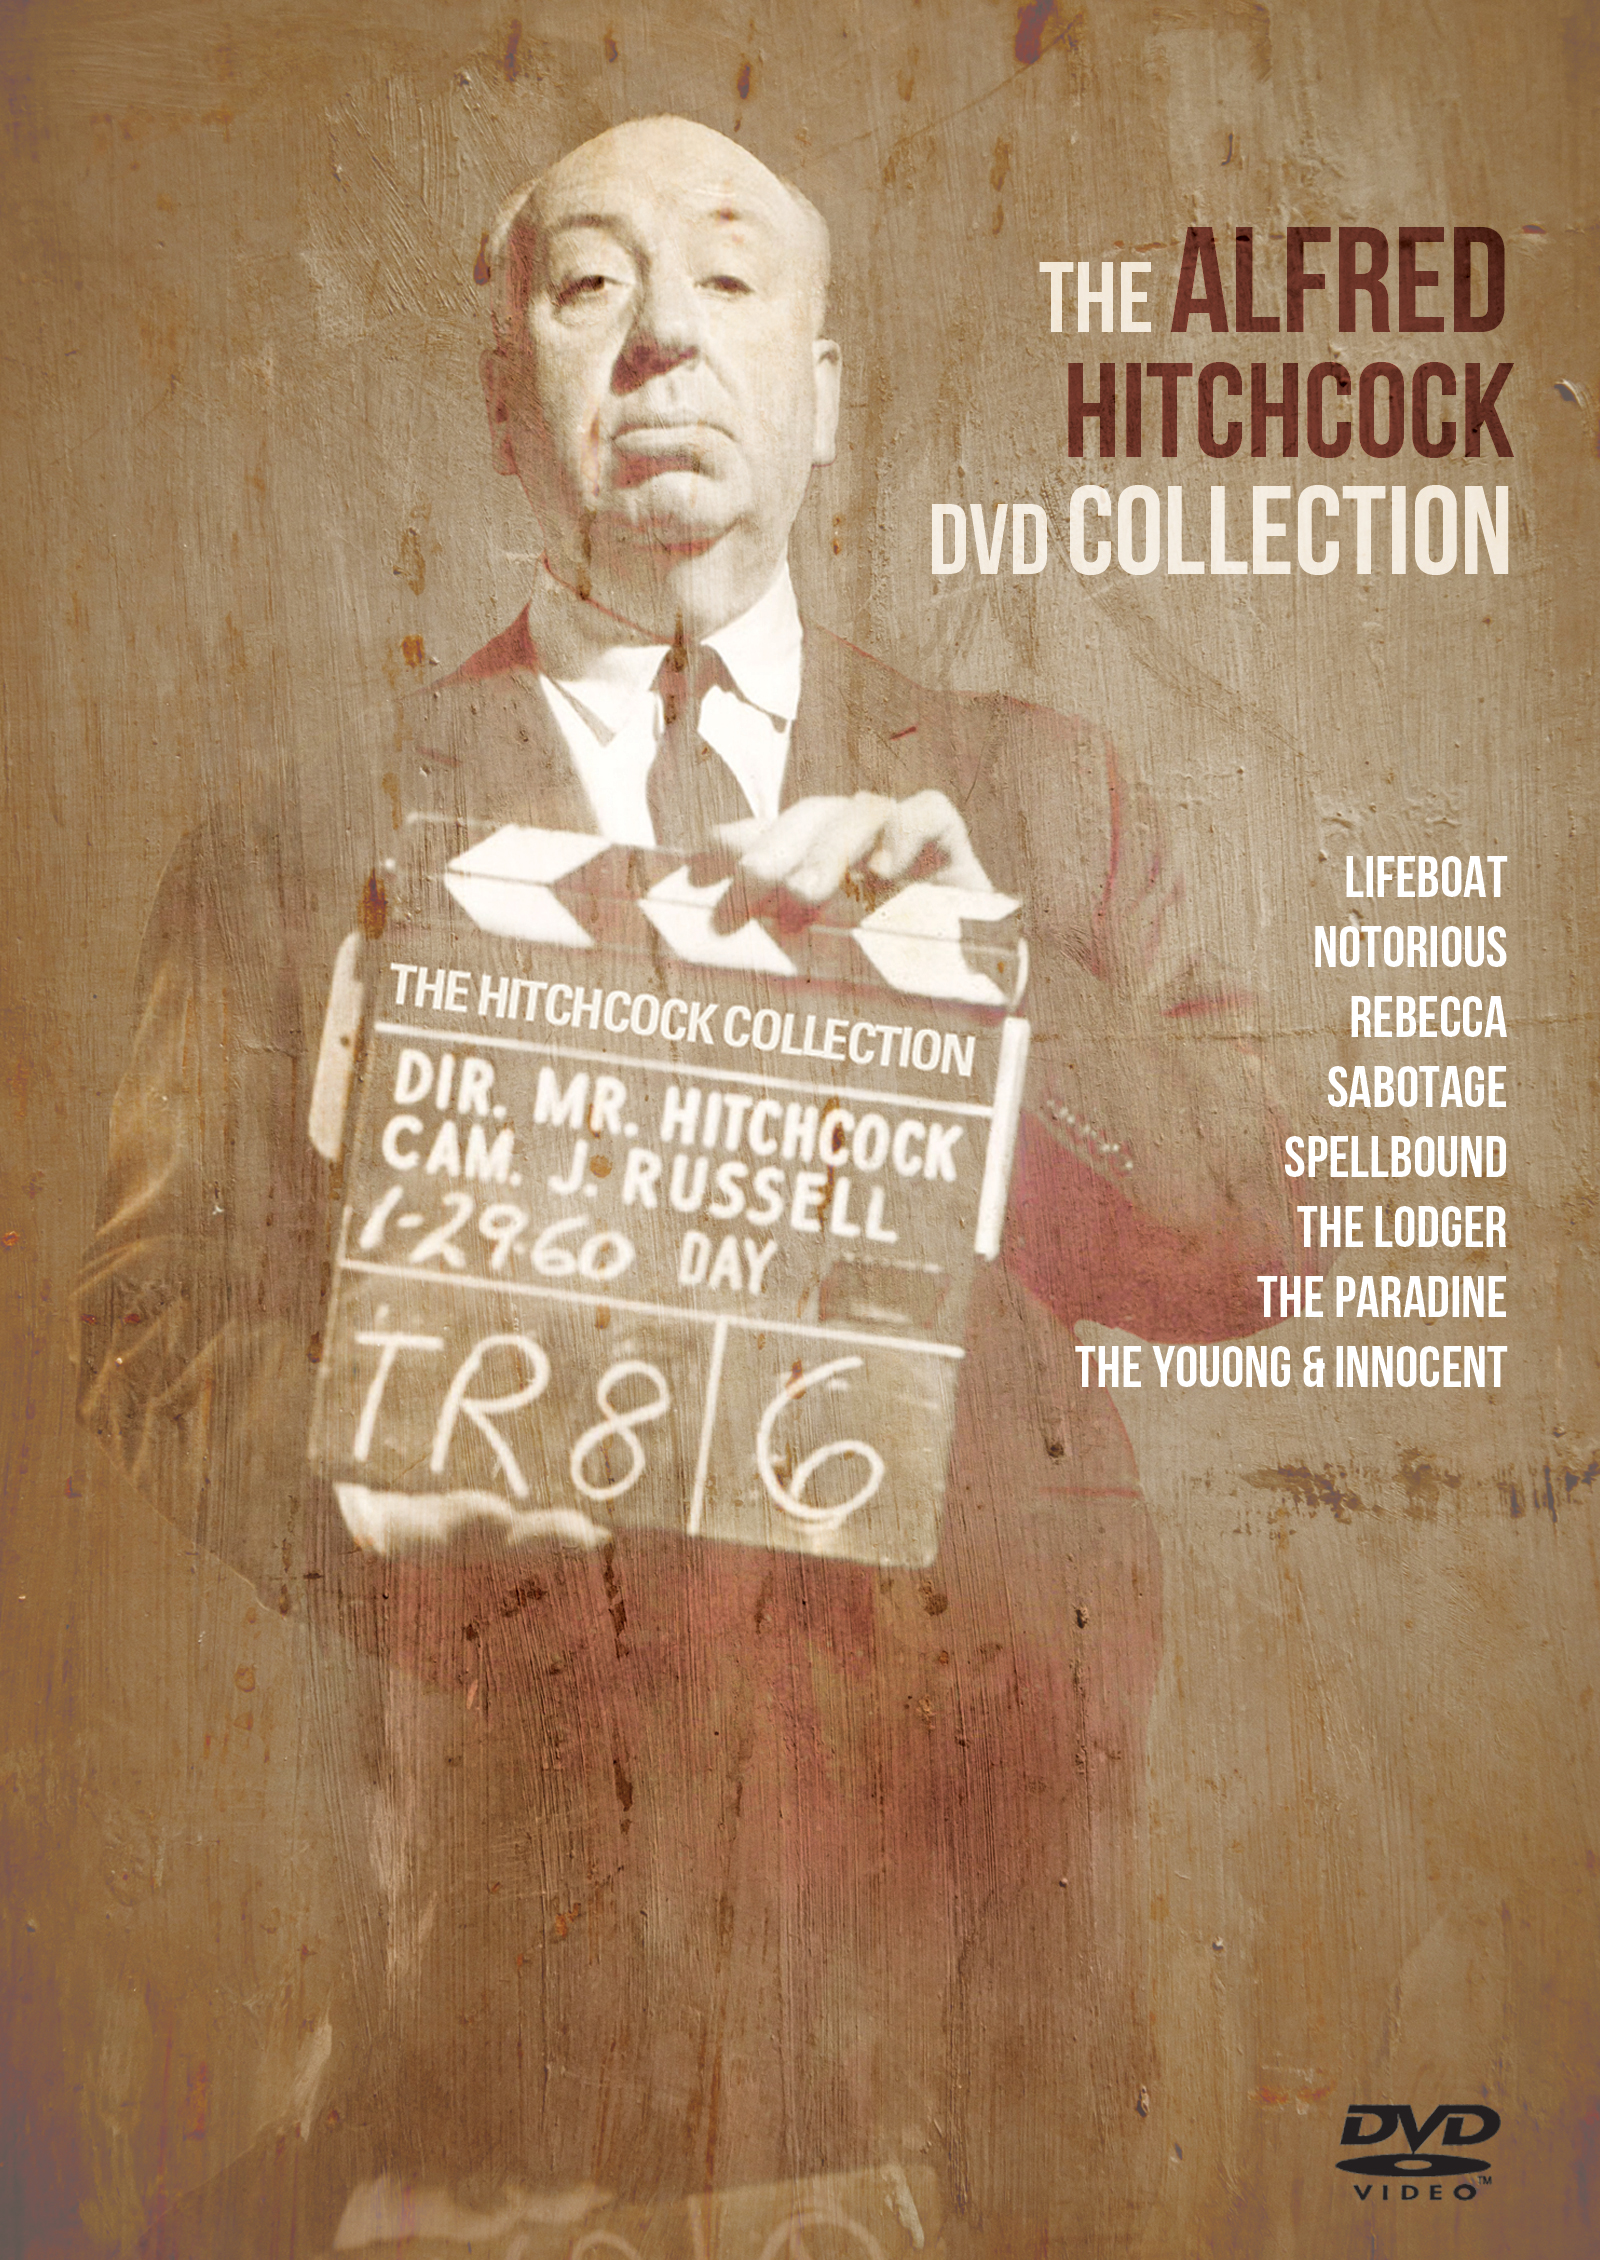 THE ALFRED
HITCHCOCK
DVD COLLECTION
LIFEBOAT
NOTORIOUS
REBECCA
SABOTAGE
SPELLBOUND
THE LODGER
THE PARADINE
THE YOUONG & INNOCENT
THE HITCHCOCK COLLECTION
DIR. MR. HITCHCOCK
CAM. J. RUSSELL
1-29-60 DAY
TR8 6
DVD
VIDEO™